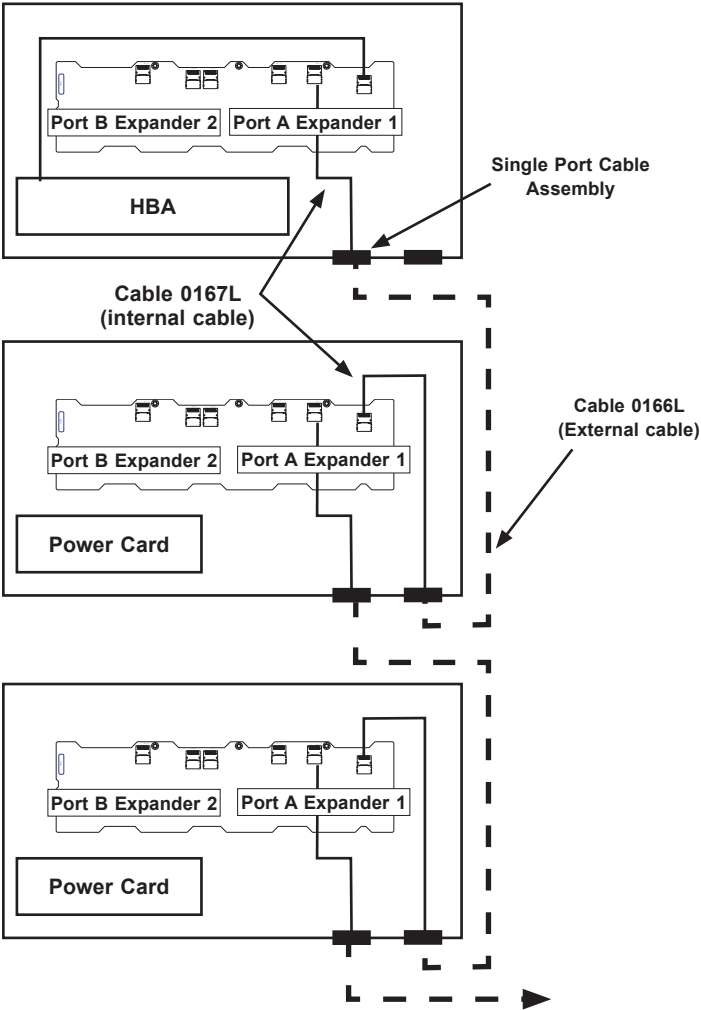 Port B Expander 2
Port A Expander 1
HBA
Single Port Cable
Assembly
Cable 0167L
(internal cable)
Port B Expander 2
Port A Expander 1
Power Card
Cable 0166L
(External cable)
Port B Expander 2
Port A Expander 1
Power Card